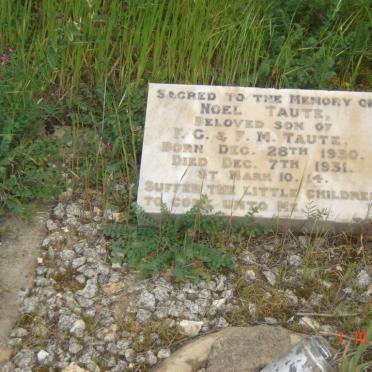 SACRED TO THE MEMORY OF
NOEL TAUTE,
BELOVED SON OF
F. G. & F. M. TAUTE.
BORN DEC. 28TH 1930.
DIED DEC. 7TH 1931.
ST MARK 10. 14.
SUFFER THE LITTLE CHILDREN
TO COME UNTO ME